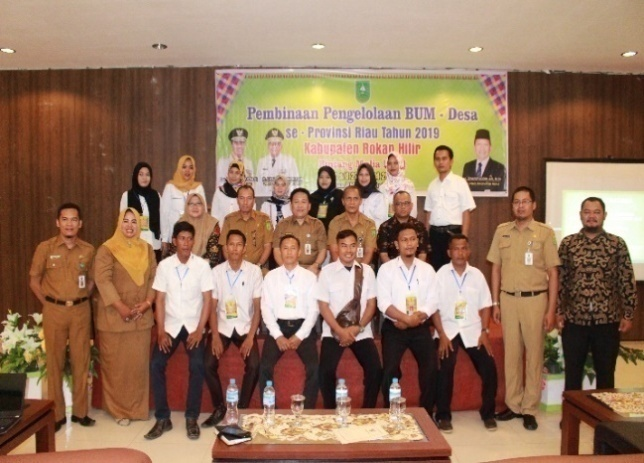 Pembinaan Pengelolaan BUM - Desa
se - Provinsi Riau Tahun 2019
Kabupaten Rokan Hilir